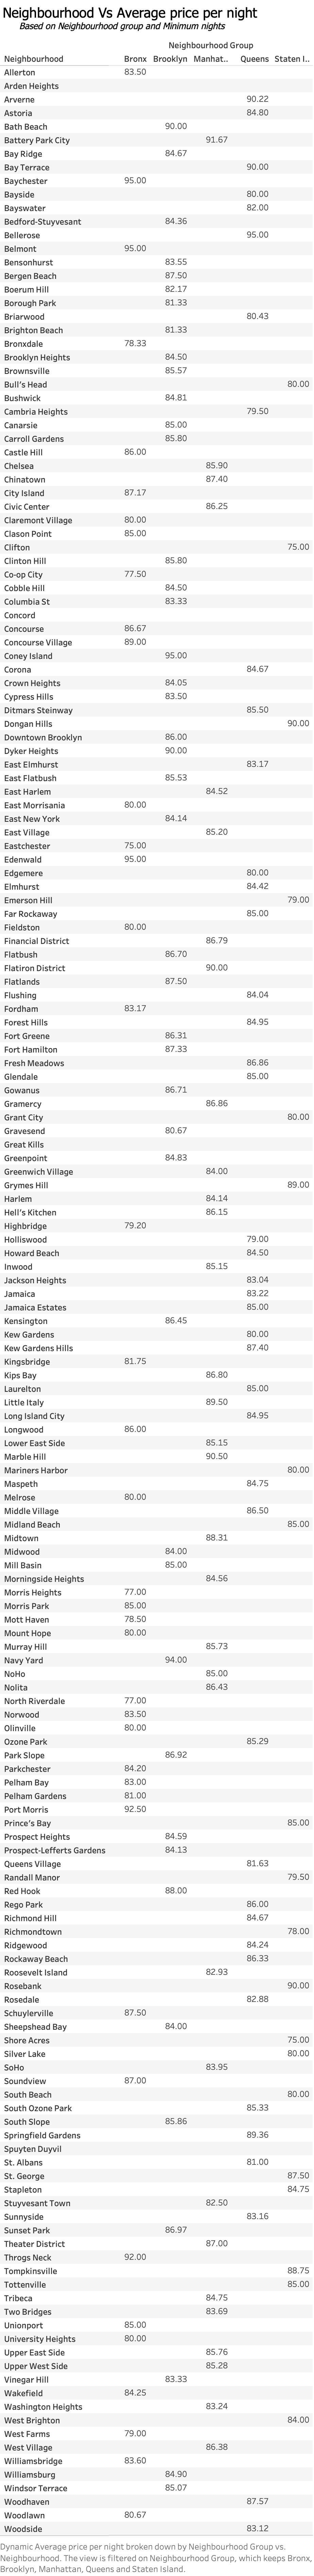 Neighbourhood Vs Average price per night
Based on Neighbourhood group and Minimum nights
Neighbourhood Group
Neighbourhood Bronx Brooklyn Manhat.. Queens Staten I..
Allerton 83.50
Arden Heights
Arverne 90.22
Astoria 84.80
Bath Beach 90.00
Battery Park City 91.67
Bay Ridge 84.67
Bay Terrace 90.00
Baychester 95.00
Bayside 80.00
Bayswater 82.00
Bedford-Stuyvesant 84.36
Bellerose 95.00
Belmont 95.00
Bensonhurst 83.55
Bergen Beach 87.50
Boerum Hill 82.17
Borough Park 81.33
Briarwood 80.43
Brighton Beach 81.33
Bronxdale 78.33
Brooklyn Heights 84.50
Brownsville 85.57
Bull's Head 80.00
Bushwick 84.81
Cambria Heights 79.50
Canarsie 85.00
Carroll Gardens 85.80
Castle Hill 86.00
Chelsea 85.90
Chinatown 87.40
City Island 87.17
Civic Center 86.25
Claremont Village 80.00
Clason Point 85.00
Clifton 75.00
Clinton Hill 85.80
Co-op City 77.50
Cobble Hill 84.50
Columbia St 83.33
Concord
Concourse 86.67
Concourse Village 89.00
Coney Island 95.00
Corona 84.67
Crown Heights 84.05
Cypress Hills 83.50
Ditmars Steinway 85.50
Dongan Hills 90.00
Downtown Brooklyn 86.00
Dyker Heights 90.00
East Elmhurst 83.17
East Flatbush 85.53
East Harlem 84.52
East Morrisania 80.00
East New York 84.14
East Village 85.20
Eastchester 75.00
Edenwald 95.00
Edgemere 80.00
Elmhurst 84.42
Emerson Hill 79.00
Far Rockaway 85.00
Fieldston 80.00
Financial District 86.79
Flatbush 86.70
Flatiron District 90.00
Flatlands 87.50
Flushing 84.04
Fordham 83.17
Forest Hills 84.95
Fort Greene 86.31
Fort Hamilton 87.33
Fresh Meadows 86.86
Glendale 85.00
Gowanus 86.71
Gramercy 86.86
Grant City 80.00
Gravesend 80.67
Great Kills
Greenpoint 84.83
Greenwich Village 84.00
Grymes Hill 89.00
Harlem 84.14
Hell's Kitchen 86.15
Highbridge 79.20
Holliswood 79.00
Howard Beach 84.50
Inwood 85.15
Jackson Heights 83.04
Jamaica 83.22
Jamaica Estates 85.00
Kensington 86.45
Kew Gardens 80.00
Kew Gardens Hills 87.40
Kingsbridge 81.75
Kips Bay 86.80
Laurelton 85.00
Little Italy 89.50
Long Island City 84.95
Longwood 86.00
Lower East Side 85.15
Marble Hill 90.50
Mariners Harbor 80.00
Maspeth 84.75
Melrose 80.00
Middle Village 86.50
Midland Beach 85.00
Midtown 88.31
Midwood 84.00
Mill Basin 85.00
Morningside Heights 84.56
Morris Heights 77.00
Morris Park 85.00
Mott Haven 78.50
Mount Hope 80.00
Murray Hill 85.73
Navy Yard 94.00
NoHo 85.00
Nolita 86.43
North Riverdale 77.00
Norwood 83.50
Olinville 80.00
Ozone Park 85.29
Park Slope 86.92
Parkchester 84.20
Pelham Bay 83.00
Pelham Gardens 81.00
Port Morris 92.50
Prince's Bay 85.00
Prospect Heights 84.59
Prospect-Lefferts Gardens 84.13
Queens Village 81.63
Randall Manor 79.50
Red Hook 88.00
Rego Park 86.00
Richmond Hill 84.67
Richmondtown 78.00
Ridgewood 84.24
Rockaway Beach 86.33
Roosevelt Island 82.93
Rosebank 90.00
Rosedale 82.88
Schuylerville 87.50
Sheepshead Bay 84.00
Shore Acres 75.00
Silver Lake 80.00
SoHo 83.95
Soundview 87.00
South Beach 80.00
South Ozone Park 85.33
South Slope 85.86
Springfield Gardens 89.36
Spuyten Duyvil
St. Albans 81.00
St. George 87.50
Stapleton 84.75
Stuyvesant Town 82.50
Sunnyside 83.16
Sunset Park 86.97
Theater District 87.00
Throgs Neck 92.00
Tompkinsville 88.75
Tottenville 85.00
Tribeca 84.75
Two Bridges 83.69
Unionport 85.00
University Heights 80.00
Upper East Side 85.76
Upper West Side 85.28
Vinegar Hill 83.33
Wakefield 84.25
Washington Heights 83.24
West Brighton 84.00
West Farms 79.00
West Village 86.38
Williamsbridge 83.60
Williamsburg 84.90
Windsor Terrace 85.07
Woodhaven 87.57
Woodlawn 80.67
Woodside 83.12
Dynamic Average price per night broken down by Neighbourhood Group vs.
Neighbourhood. The view is filtered on Neighbourhood Group, which keeps Bronx,
Brooklyn, Manhattan, Queens and Staten Island.